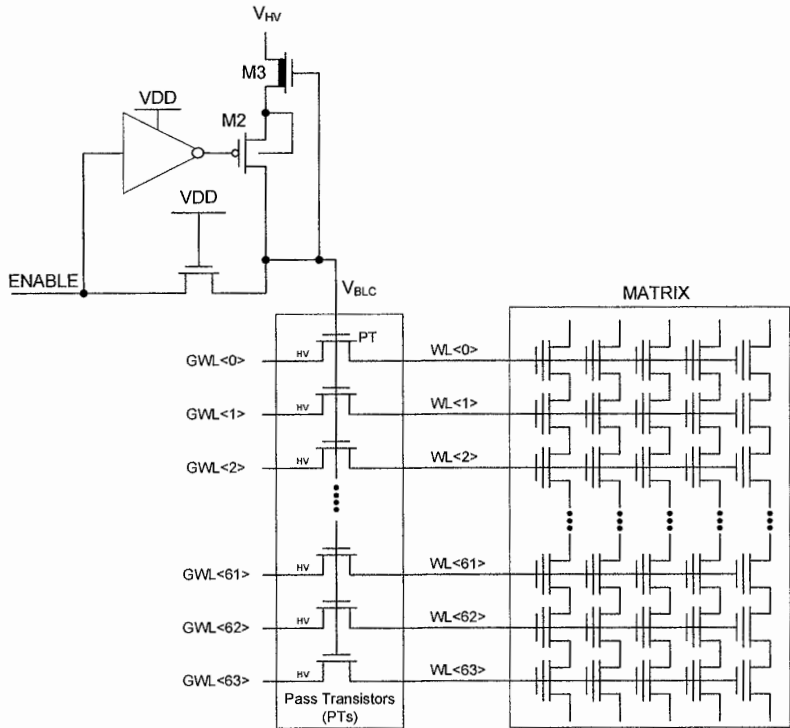 V_HV
M3
VDD
M2
VDD
ENABLE
V_BLC
MATRIX
PT
GWL<0> HV WL<0>
GWL<1> HV WL<1>
GWL<2> HV WL<2>
GWL<61> HV WL<61>
GWL<62> HV WL<62>
GWL<63> HV WL<63>
Pass Transistors
(PTs)